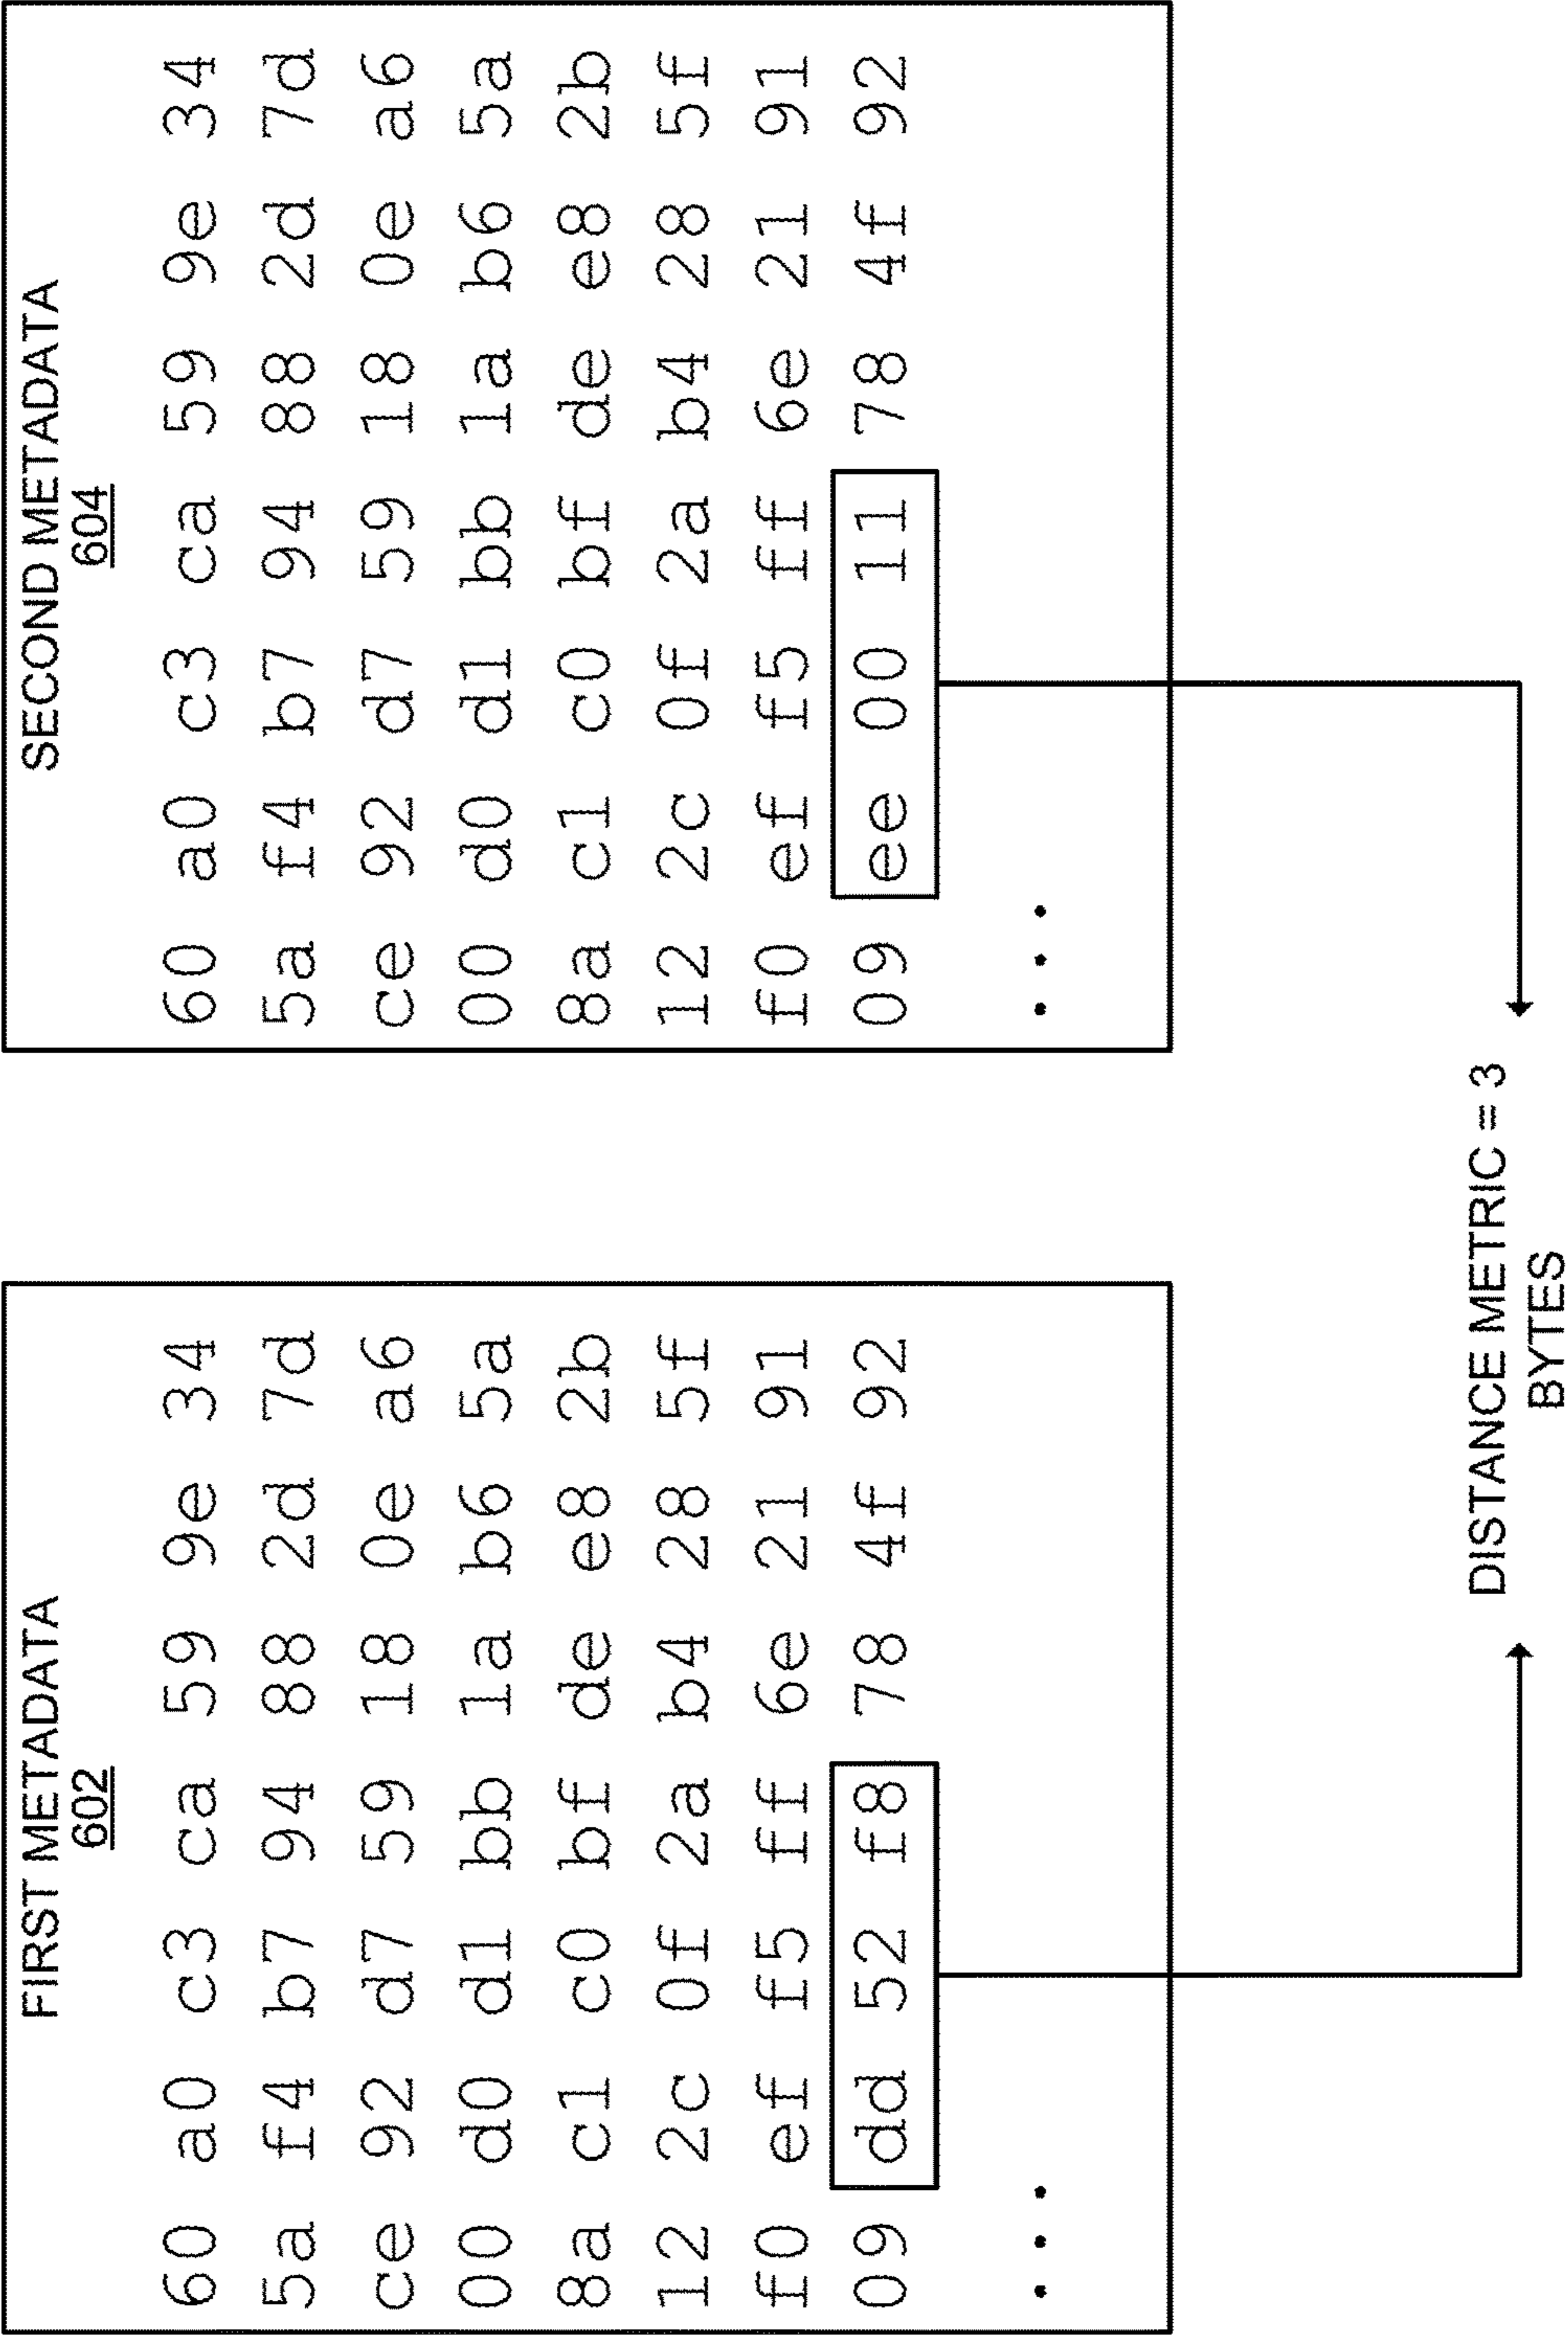 FIRST METADATA
602
60 a0 c3 ca 59 9e 34
5a f4 b7 94 88 2d 7d
ce 92 d7 59 18 0e a6
00 d0 d1 bb 1a b6 5a
8a c1 c0 bf de e8 2b
12 2c 0f 2a b4 28 5f
f0 ef f5 ff 6e 21 91
09 dd 52 f8 78 4f 92
...
SECOND METADATA
604
60 a0 c3 ca 59 9e 34
5a f4 b7 94 88 2d 7d
ce 92 d7 59 18 0e a6
00 d0 d1 bb 1a b6 5a
8a c1 c0 bf de e8 2b
12 2c 0f 2a b4 28 5f
f0 ef f5 ff 6e 21 91
09 ee 00 11 78 4f 92
...
DISTANCE METRIC = 3
BYTES